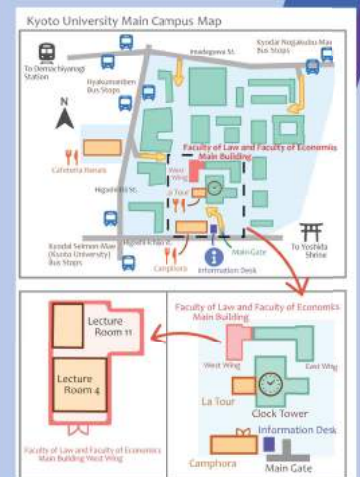 Kyoto University Main Campus Map
To Demachiyanagi
Station
Imadegawa St.
Kyodai Nogakubu-Mae
Bus Stops
Hyakumanben
Bus Stops
N
Faculty of Law and Faculty of Economics
Main Building
West
Wing
La Tour
Cafeteria Renais
Higashioji St.
Kyodai Seimon-Mae
(Kyoto University)
Bus Stops
Higashi-Ichijo St.
Camphora
Information Desk
Main Gate
To Yoshida
Shrine
Lecture
Room 11
Lecture
Room 4
Faculty of Law and Faculty of Economics
Main Building West Wing
Faculty of Law and Faculty of Economics
Main Building
West Wing
East Wing
La Tour
Clock Tower
Information Desk
Camphora
Main Gate